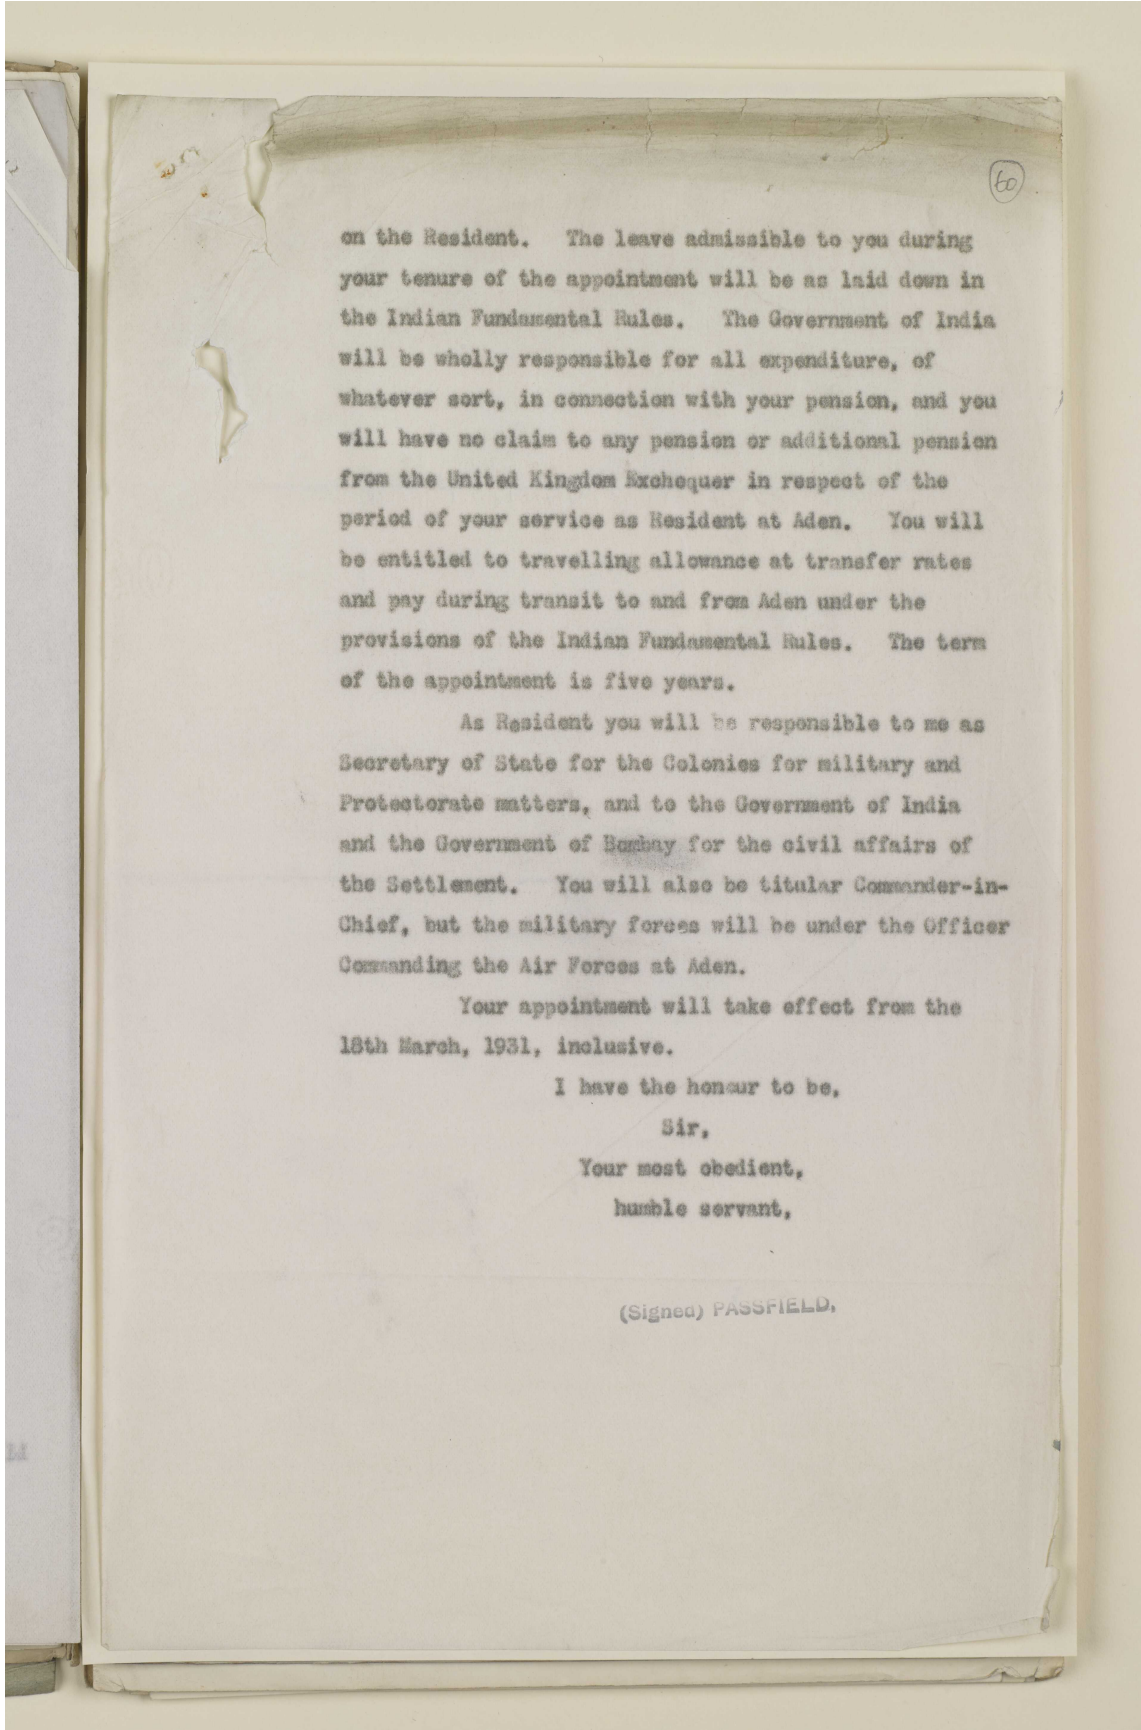 60
on the Resident. The leave admissible to you during
your tenure of the appointment will be as laid down in
the Indian Fundamental Rules. The Government of India
will be wholly responsible for all expenditure, of
whatever sort, in connection with your pension, and you
will have no claim to any pension or additional pension
from the United Kingdom Exchequer in respect of the
period of your service as Resident at Aden. You will
be entitled to travelling allowance at transfer rates
and pay during transit to and from Aden under the
provisions of the Indian Fundamental Rules. The term
of the appointment is five years.
As Resident you will be responsible to me as
Secretary of State for the Colonies for military and
Protectorate matters, and to the Government of India
and the Government of Bombay for the civil affairs of
the Settlement. You will also be titular Commander-in-
Chief, but the military forces will be under the Officer
Commanding the Air Forces at Aden.
Your appointment will take effect from the
18th March, 1931, inclusive.
I have the honour to be,
Sir,
Your most obedient,
humble servant,
(Signed) PASSFIELD.